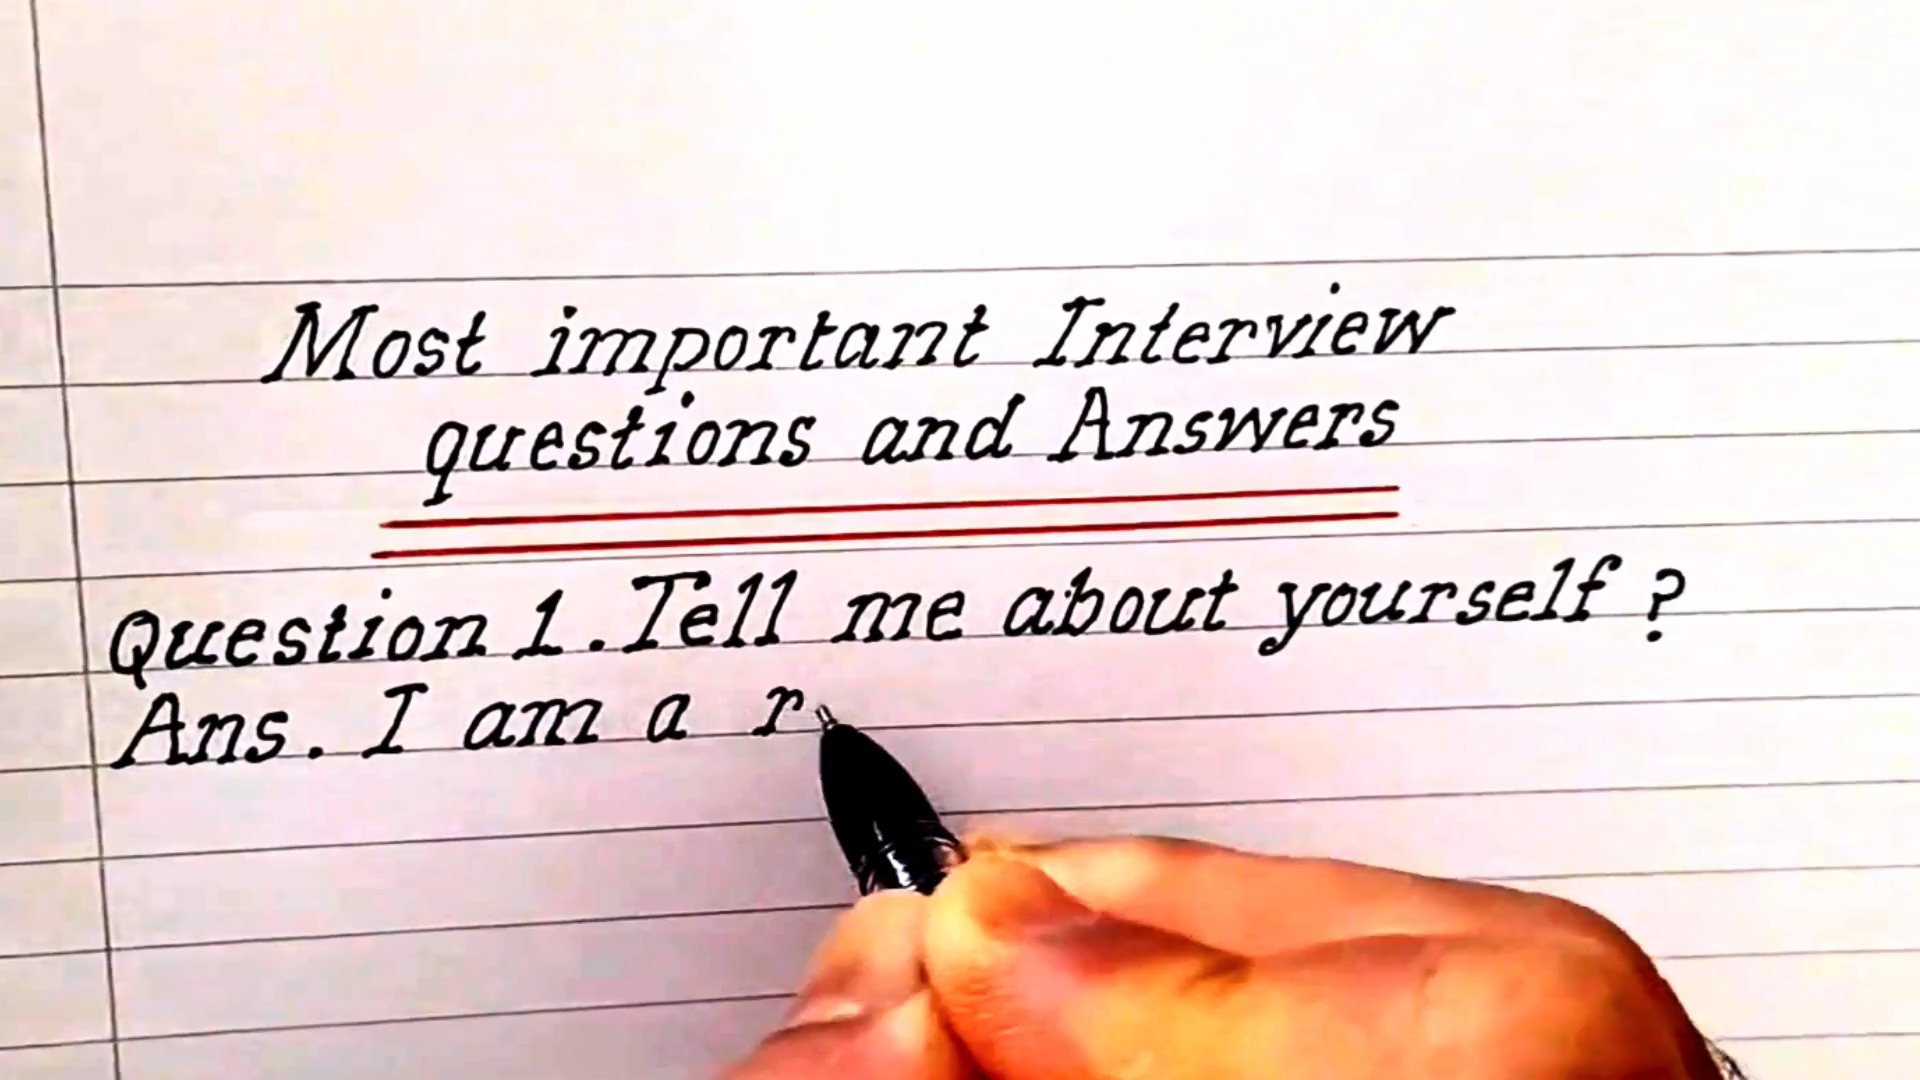 Most important Interview
questions and Answers
Question 1. Tell me about yourself ?
Ans. I am a r